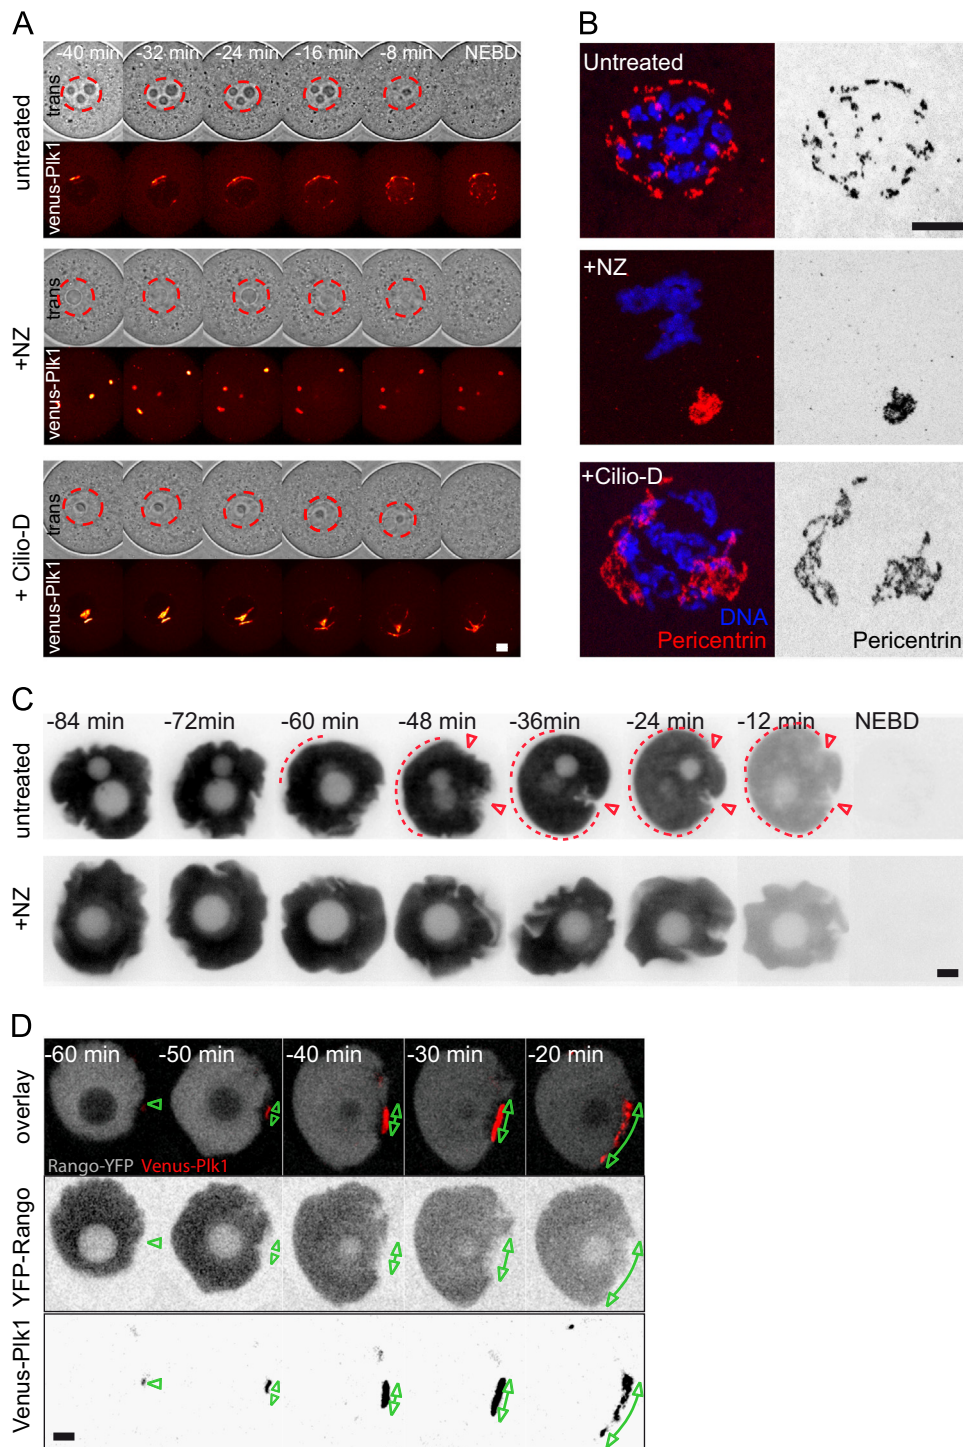 A
-40 min
-32 min
-24 min
-16 min
-8 min
NEBD
untreated
trans
venus-Plk1
+NZ
trans
venus-Plk1
+ Cilio-D
trans
venus-Plk1
B
Untreated
+NZ
+Cilio-D
DNA
Pericentrin
Pericentrin
C
-84 min
-72min
-60 min
-48 min
-36min
-24 min
-12 min
NEBD
untreated
+NZ
D
-60 min
-50 min
-40 min
-30 min
-20 min
overlay
Rango-YFP Venus-Plk1
YFP-Rango
Venus-Plk1